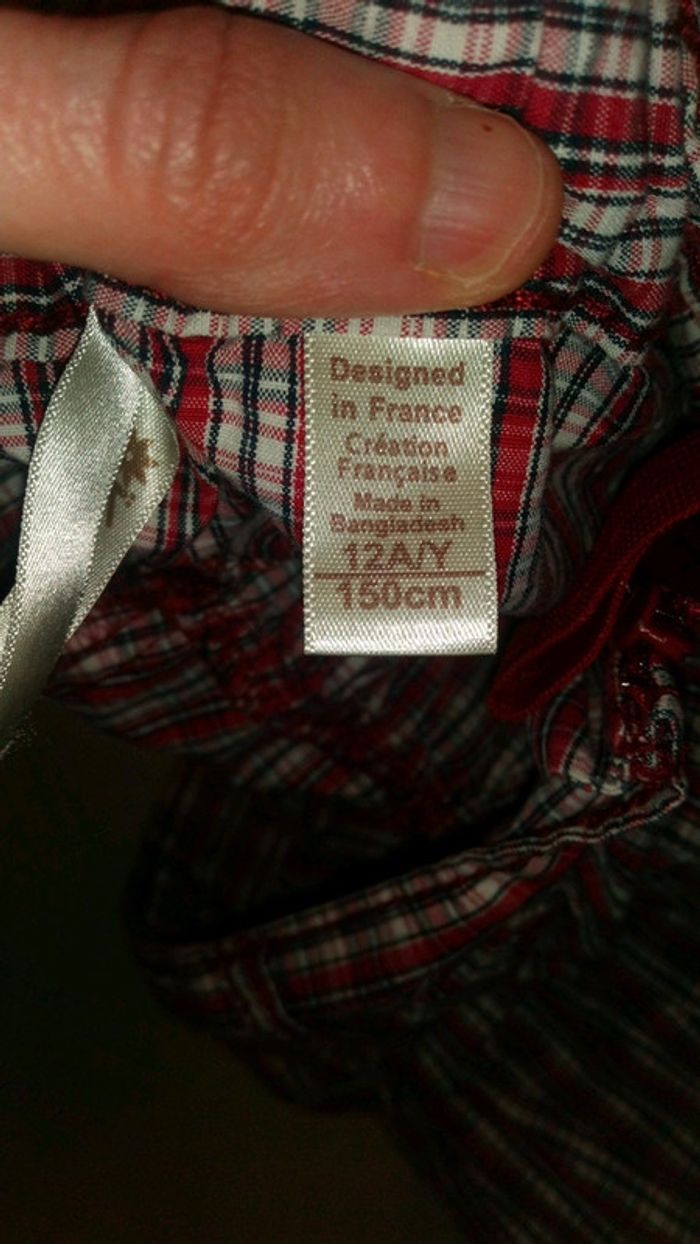 Designed
in France
Création
Française
Made in
Bangladesh
12A/Y
150cm